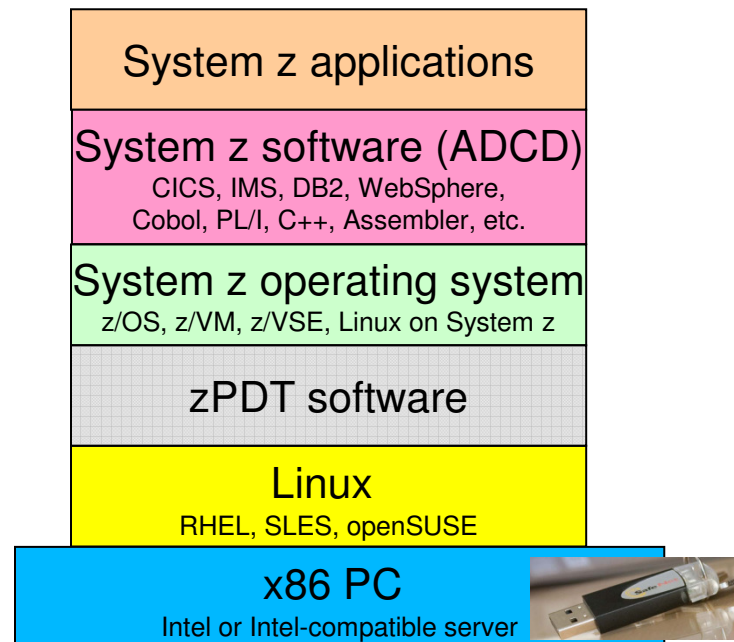 System z applications
System z software (ADCD)
CICS, IMS, DB2, WebSphere,
Cobol, PL/I, C++, Assembler, etc.
System z operating system
z/OS, z/VM, z/VSE, Linux on System z
zPDT software
Linux
RHEL, SLES, openSUSE
x86 PC
Intel or Intel-compatible server